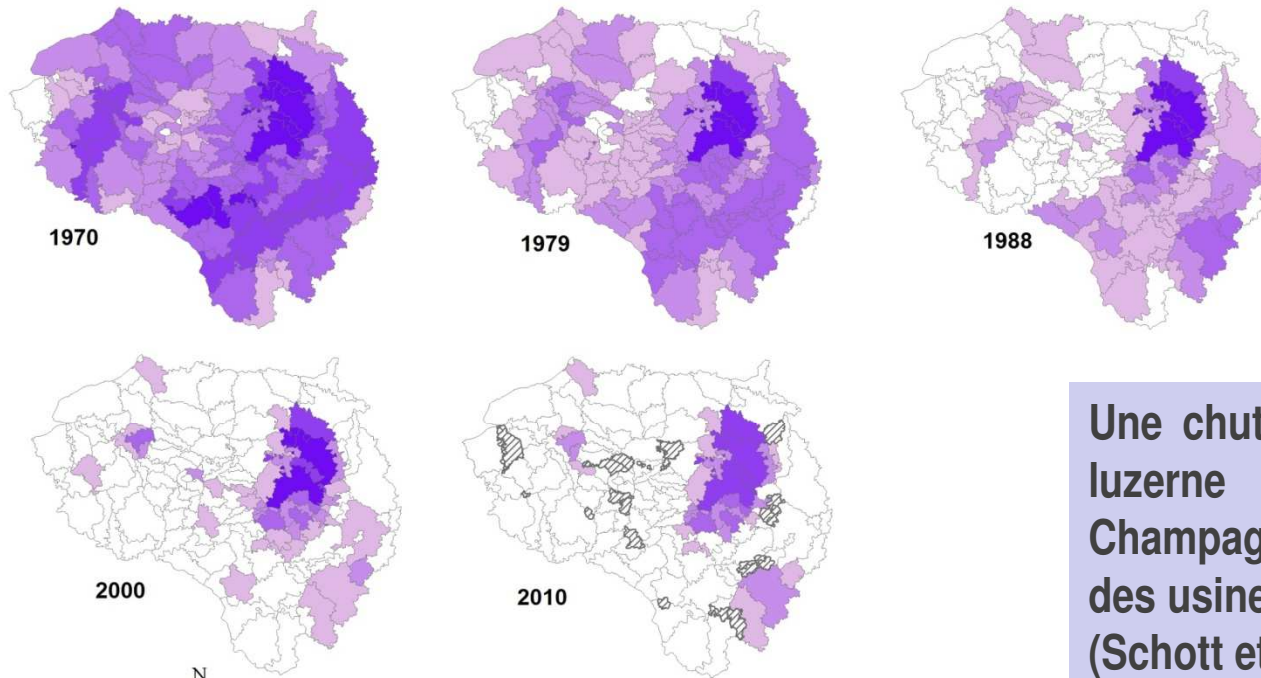 1970
1979
1988
2000
2010
N
Une chut
luzerne
Champag
des usine
(Schott et